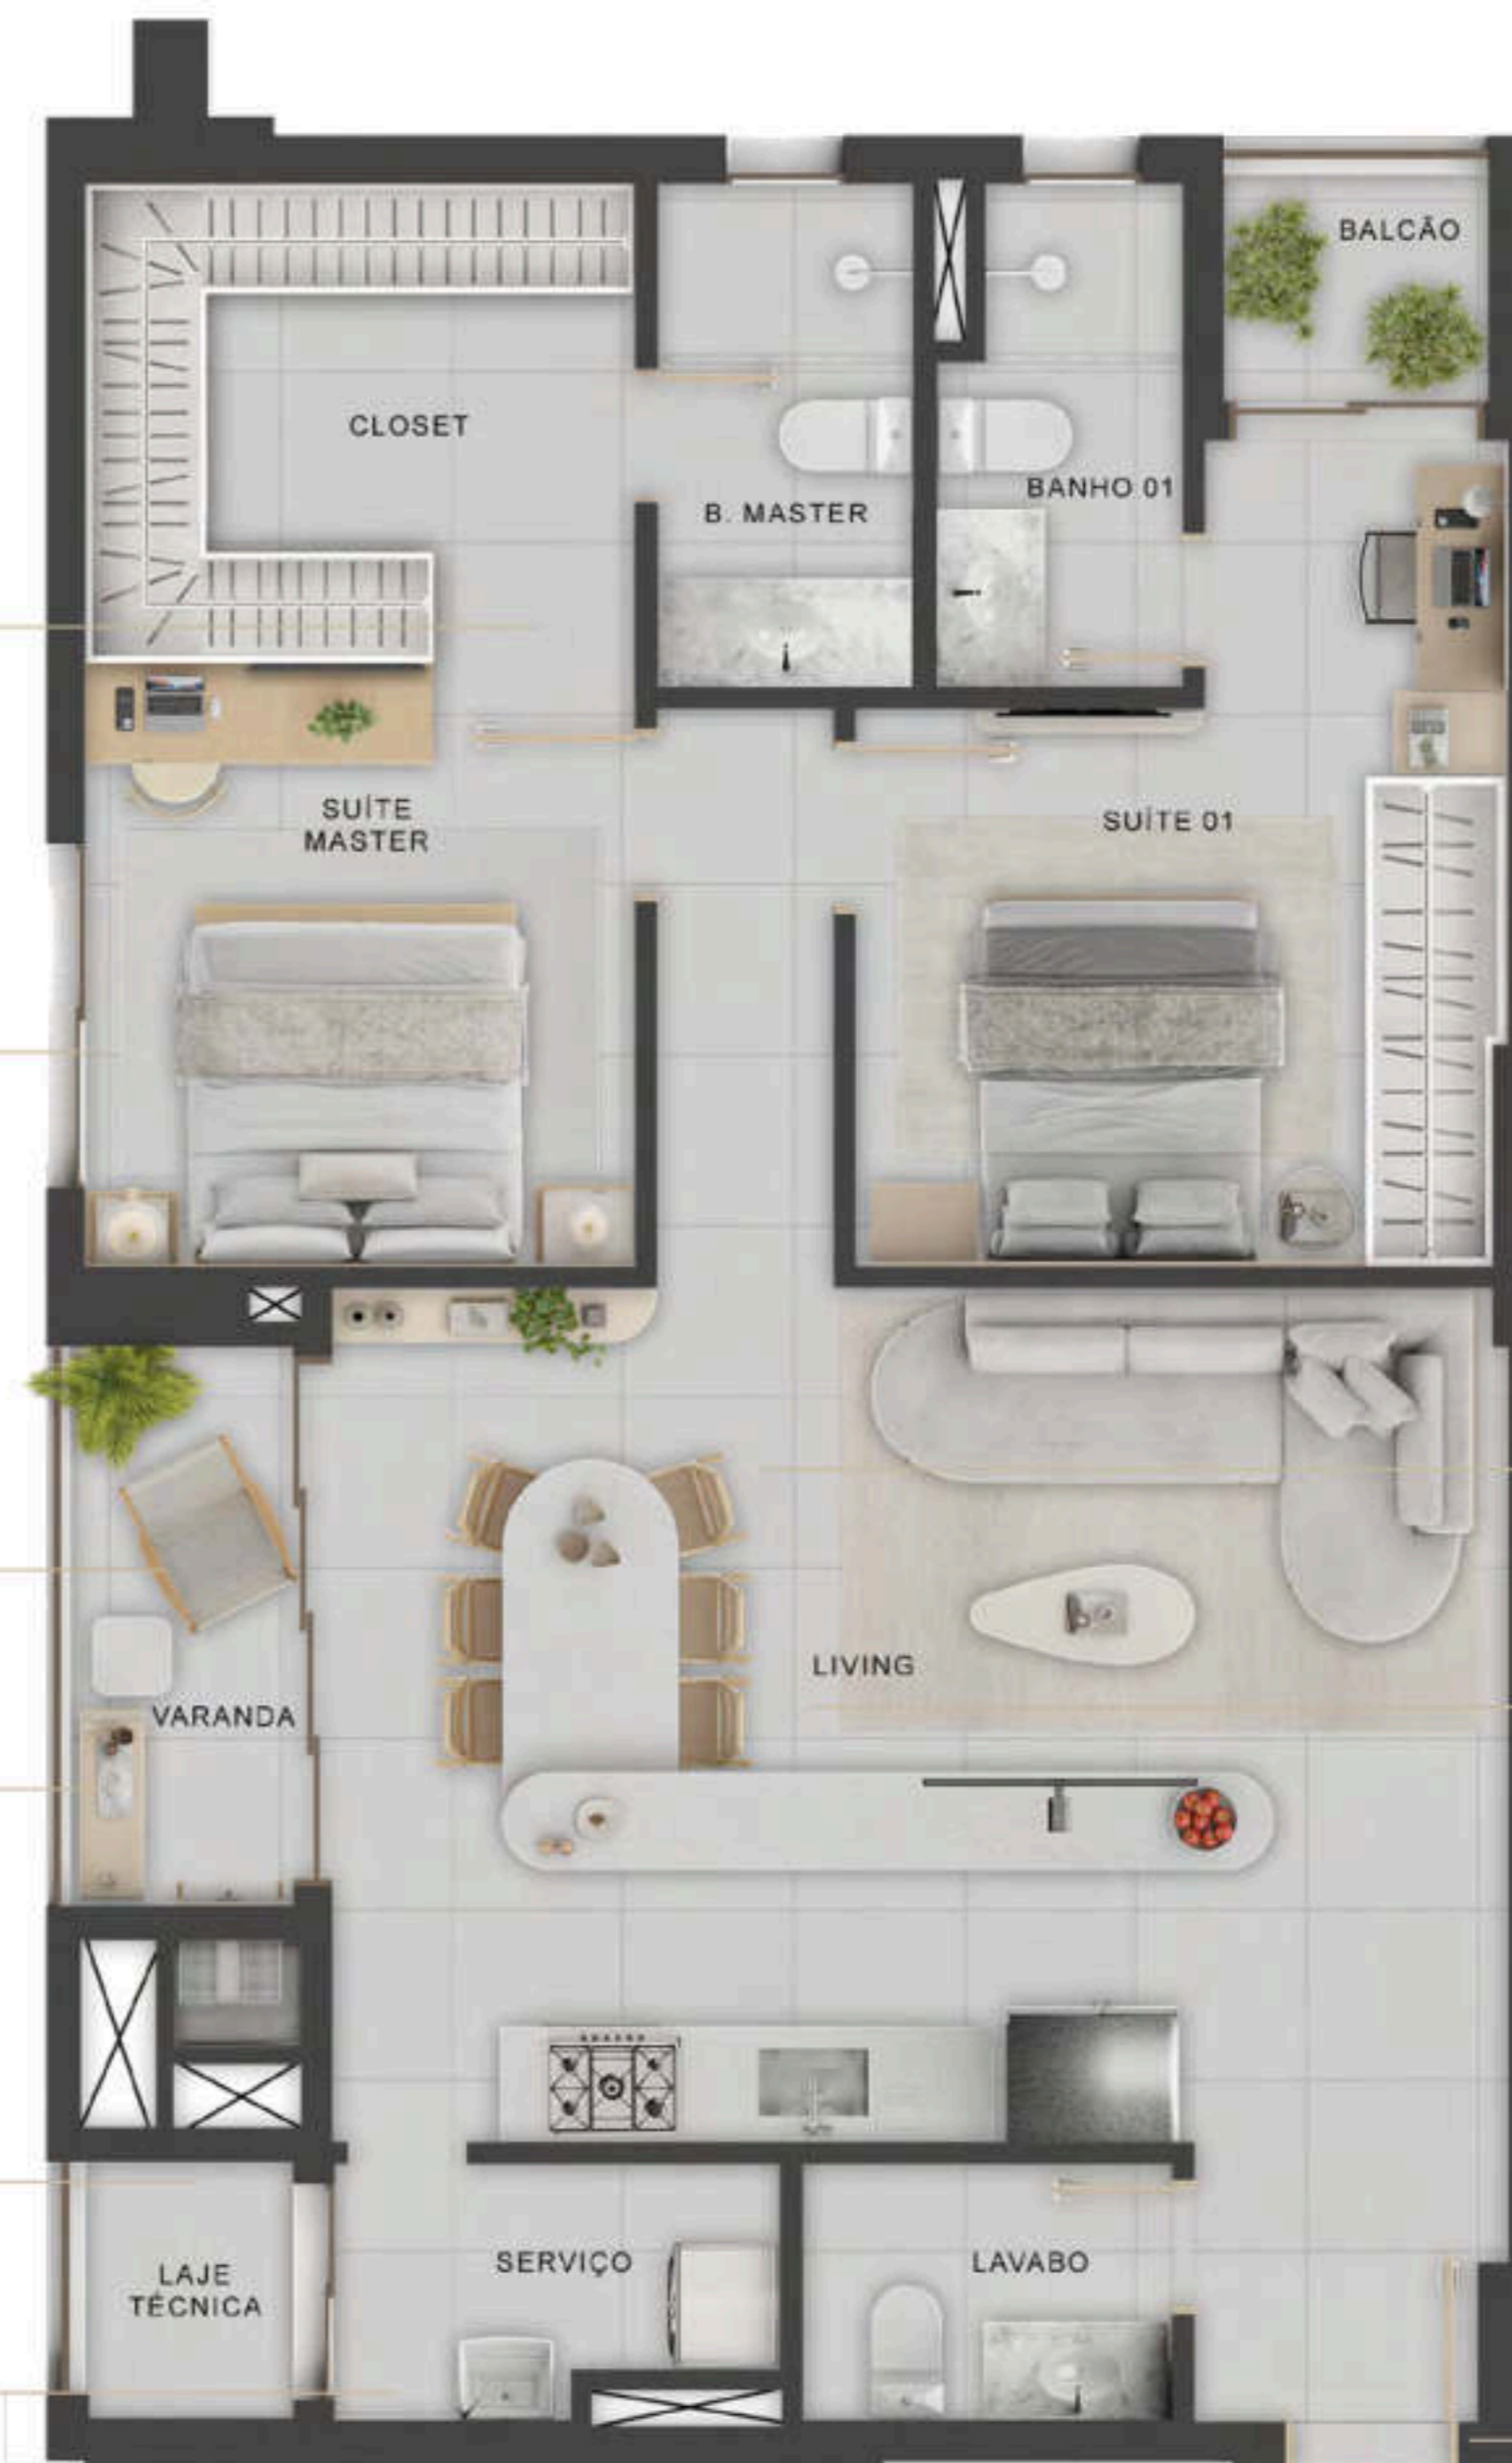 BALCÃO
CLOSET
BANHO 01
B. MASTER
SUÍTE
MASTER
SUÍTE 01
LIVING
VARANDA
SERVIÇO
LAVABO
LAJE
TÉCNICA